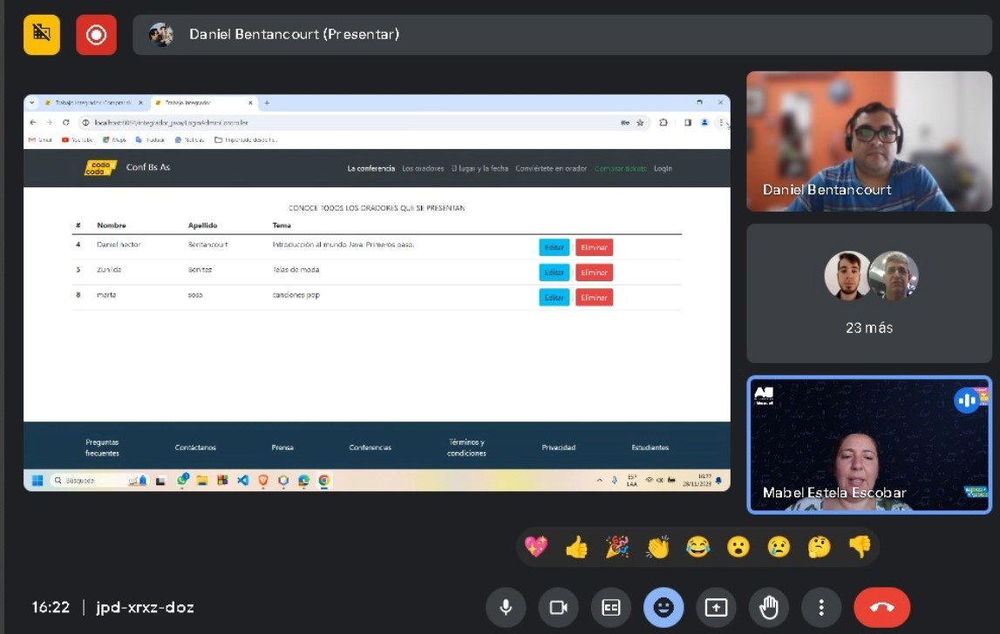 Daniel Bentancourt (Presentar)
Trabajo Integrador: Comprar ti
Trabajo Integrador
localhost:8084/integrador_java/LoginAdminController
Gmail YouTube Maps Traducir Noticias Importado desde fi...
codo a codo
Conf Bs As
La conferencia Los oradores El lugar y la fecha Conviértete en orador Comprar tickets Login
CONOCE TODOS LOS ORADORES QUE SE PRESENTAN
# Nombre Apellido Tema
4 Daniel hector Bentancourt Introducción al mundo Java. Primeros paso. Editar Eliminar
5 Zunilda Benitez Telas de moda Editar Eliminar
8 marta sosa canciones pop Editar Eliminar
Preguntas frecuentes Contáctanos Prensa Conferencias Términos y condiciones Privacidad Estudiantes
Búsqueda
ESP
LAA
16:22
28/11/2023
Daniel Bentancourt
23 más
Mabel Estela Escobar
16:22 | jpd-xrxz-doz